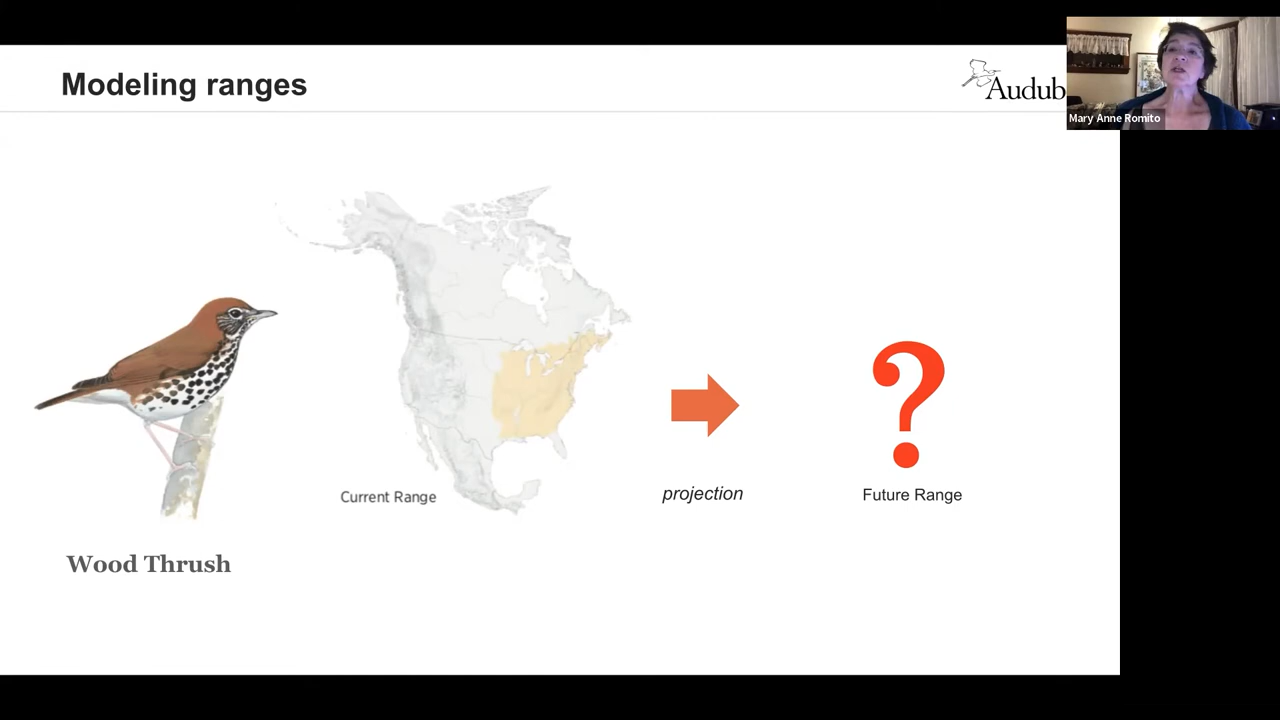 Modeling ranges
Audub
Mary Anne Romito
Current Range
projection
Future Range
Wood Thrush